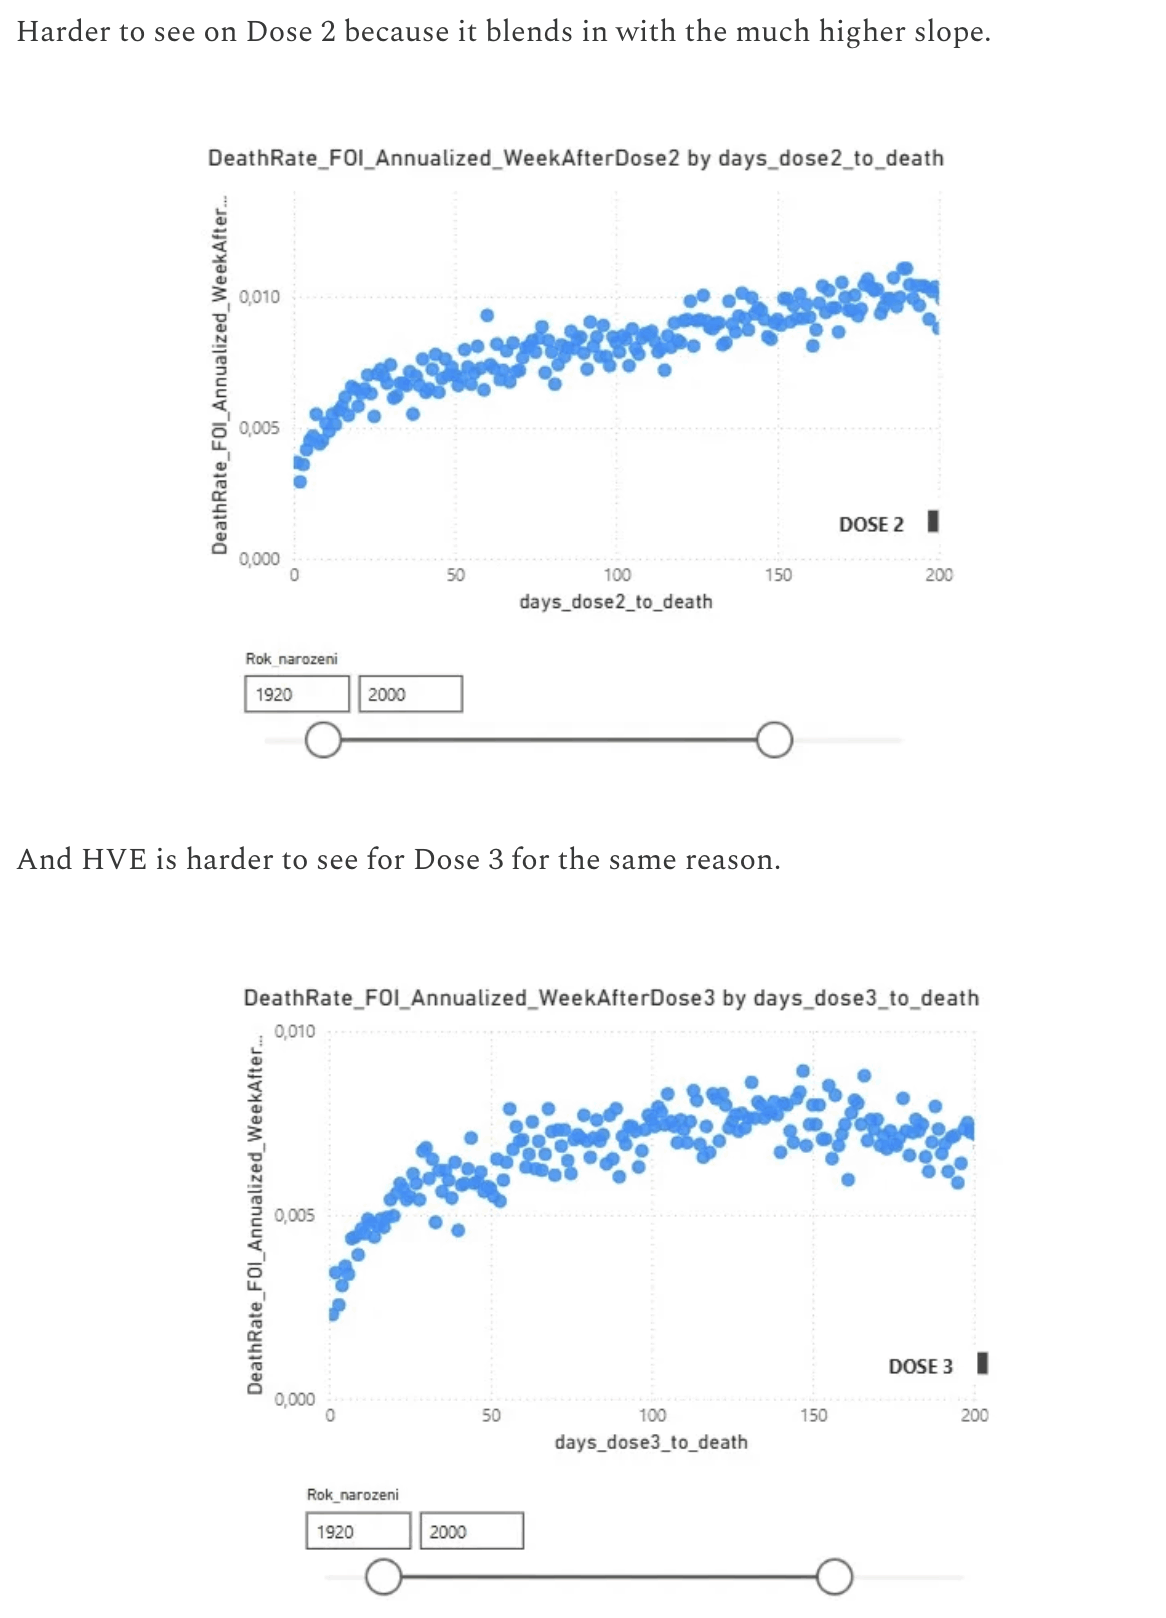 Harder to see on Dose 2 because it blends in with the much higher slope.
DeathRate_FOI_Annualized_WeekAfterDose2 by days_dose2_to_death
DeathRate_FOI_Annualized_WeekAfter...
0,010
0,005
0,000
DOSE 2
0 50 100 150 200
days_dose2_to_death
Rok_narozeni
1920 2000
And HVE is harder to see for Dose 3 for the same reason.
DeathRate_FOI_Annualized_WeekAfterDose3 by days_dose3_to_death
DeathRate_FOI_Annualized_WeekAfter...
0,010
0,005
0,000
DOSE 3
0 50 100 150 200
days_dose3_to_death
Rok_narozeni
1920 2000